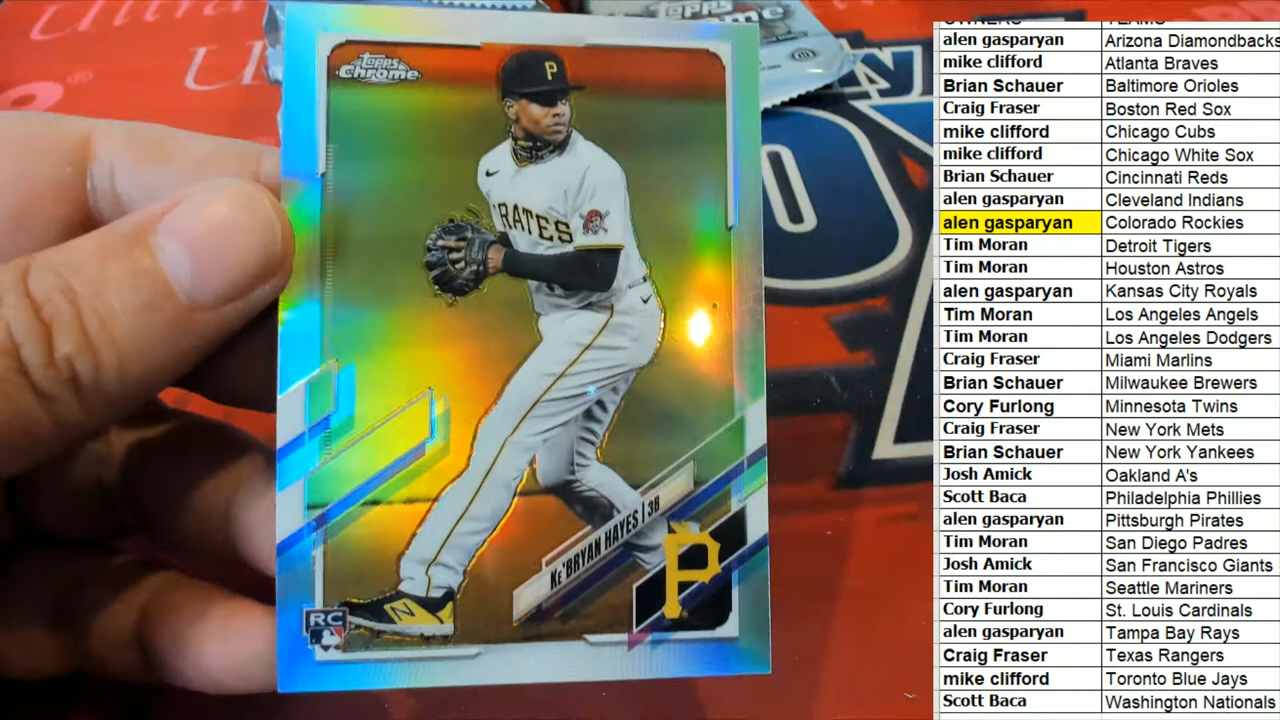 Topps
Chrome
P
PIRATES
KE'BRYAN HAYES | 3B
P
RC
OWNERS TEAMS
alen gasparyan Arizona Diamondbacks
mike clifford Atlanta Braves
Brian Schauer Baltimore Orioles
Craig Fraser Boston Red Sox
mike clifford Chicago Cubs
mike clifford Chicago White Sox
Brian Schauer Cincinnati Reds
alen gasparyan Cleveland Indians
alen gasparyan Colorado Rockies
Tim Moran Detroit Tigers
Tim Moran Houston Astros
alen gasparyan Kansas City Royals
Tim Moran Los Angeles Angels
Tim Moran Los Angeles Dodgers
Craig Fraser Miami Marlins
Brian Schauer Milwaukee Brewers
Cory Furlong Minnesota Twins
Craig Fraser New York Mets
Brian Schauer New York Yankees
Josh Amick Oakland A's
Scott Baca Philadelphia Phillies
alen gasparyan Pittsburgh Pirates
Tim Moran San Diego Padres
Josh Amick San Francisco Giants
Tim Moran Seattle Mariners
Cory Furlong St. Louis Cardinals
alen gasparyan Tampa Bay Rays
Craig Fraser Texas Rangers
mike clifford Toronto Blue Jays
Scott Baca Washington Nationals